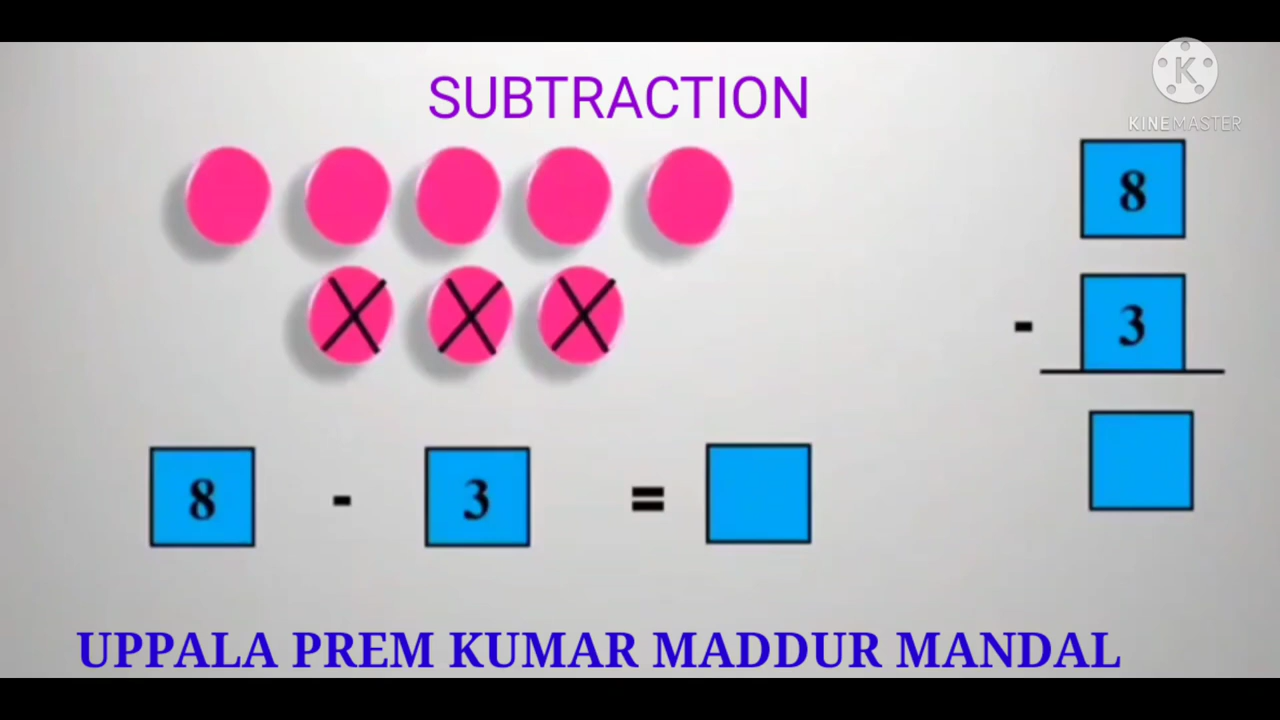 SUBTRACTION
KINEMASTER
8
- 3
8 - 3 =
UPPALA PREM KUMAR MADDUR MANDAL